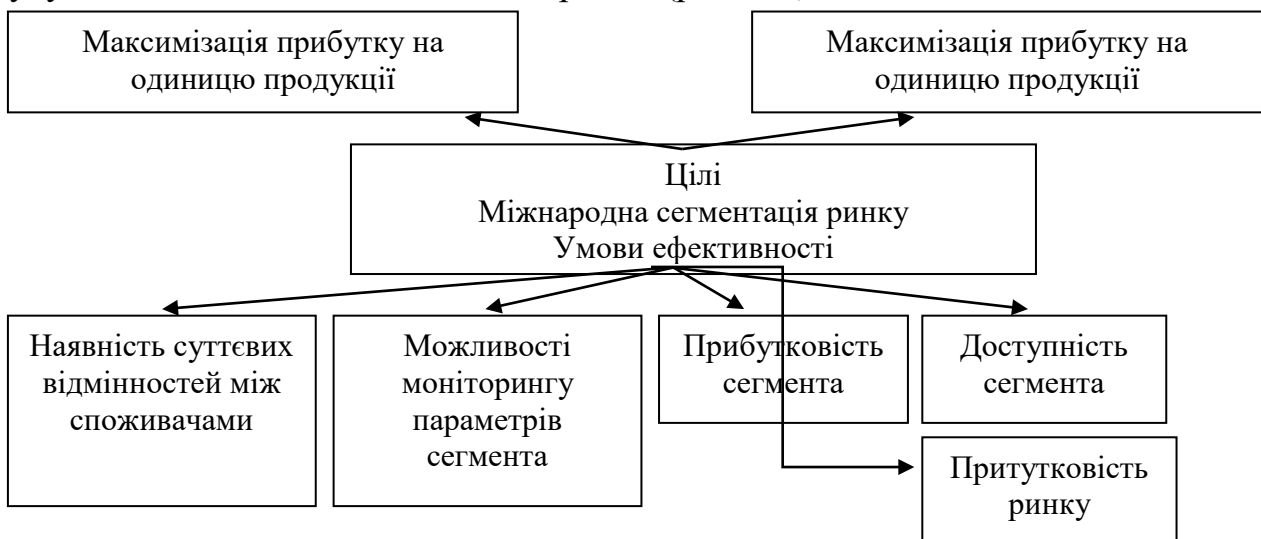 Максимізація прибутку на
одиницю продукції
Максимізація прибутку на
одиницю продукції
Цілі
Міжнародна сегментація ринку
Умови ефективності
Наявність суттєвих
відмінностей між
споживачами
Можливості
моніторингу
параметрів
сегмента
Прибутковість
сегмента
Доступність
сегмента
Притутковість
ринку